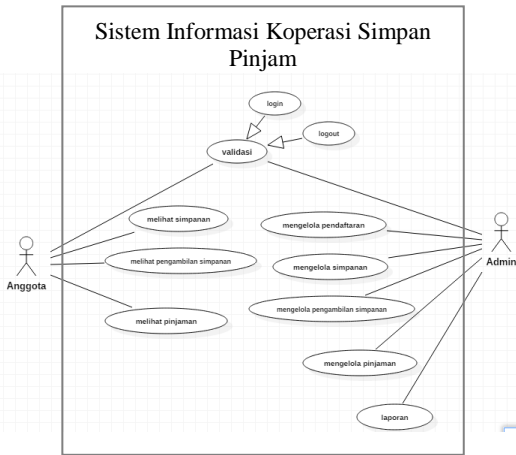 Sistem Informasi Koperasi Simpan
Pinjam
login
logout
validasi
melihat simpanan
mengelola pendaftaran
melihat pengambilan simpanan
mengelola simpanan
Anggota
Admin
mengelola pengambilan simpanan
melihat pinjaman
mengelola pinjaman
laporan